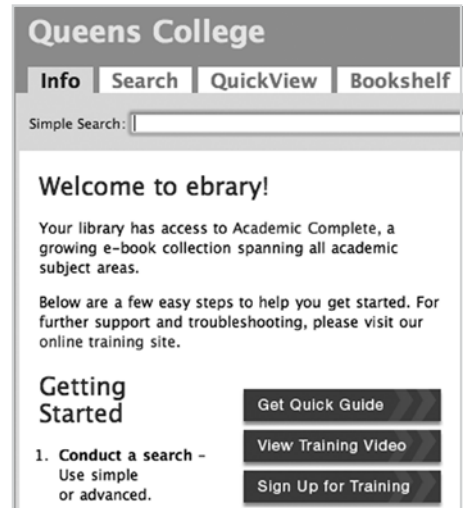 Queens College
Info Search QuickView Bookshelf
Simple Search:
Welcome to ebrary!
Your library has access to Academic Complete, a
growing e-book collection spanning all academic
subject areas.
Below are a few easy steps to help you get started. For
further support and troubleshooting, please visit our
online training site.
Getting
Started
1. Conduct a search –
Use simple
or advanced.
Get Quick Guide
View Training Video
Sign Up for Training